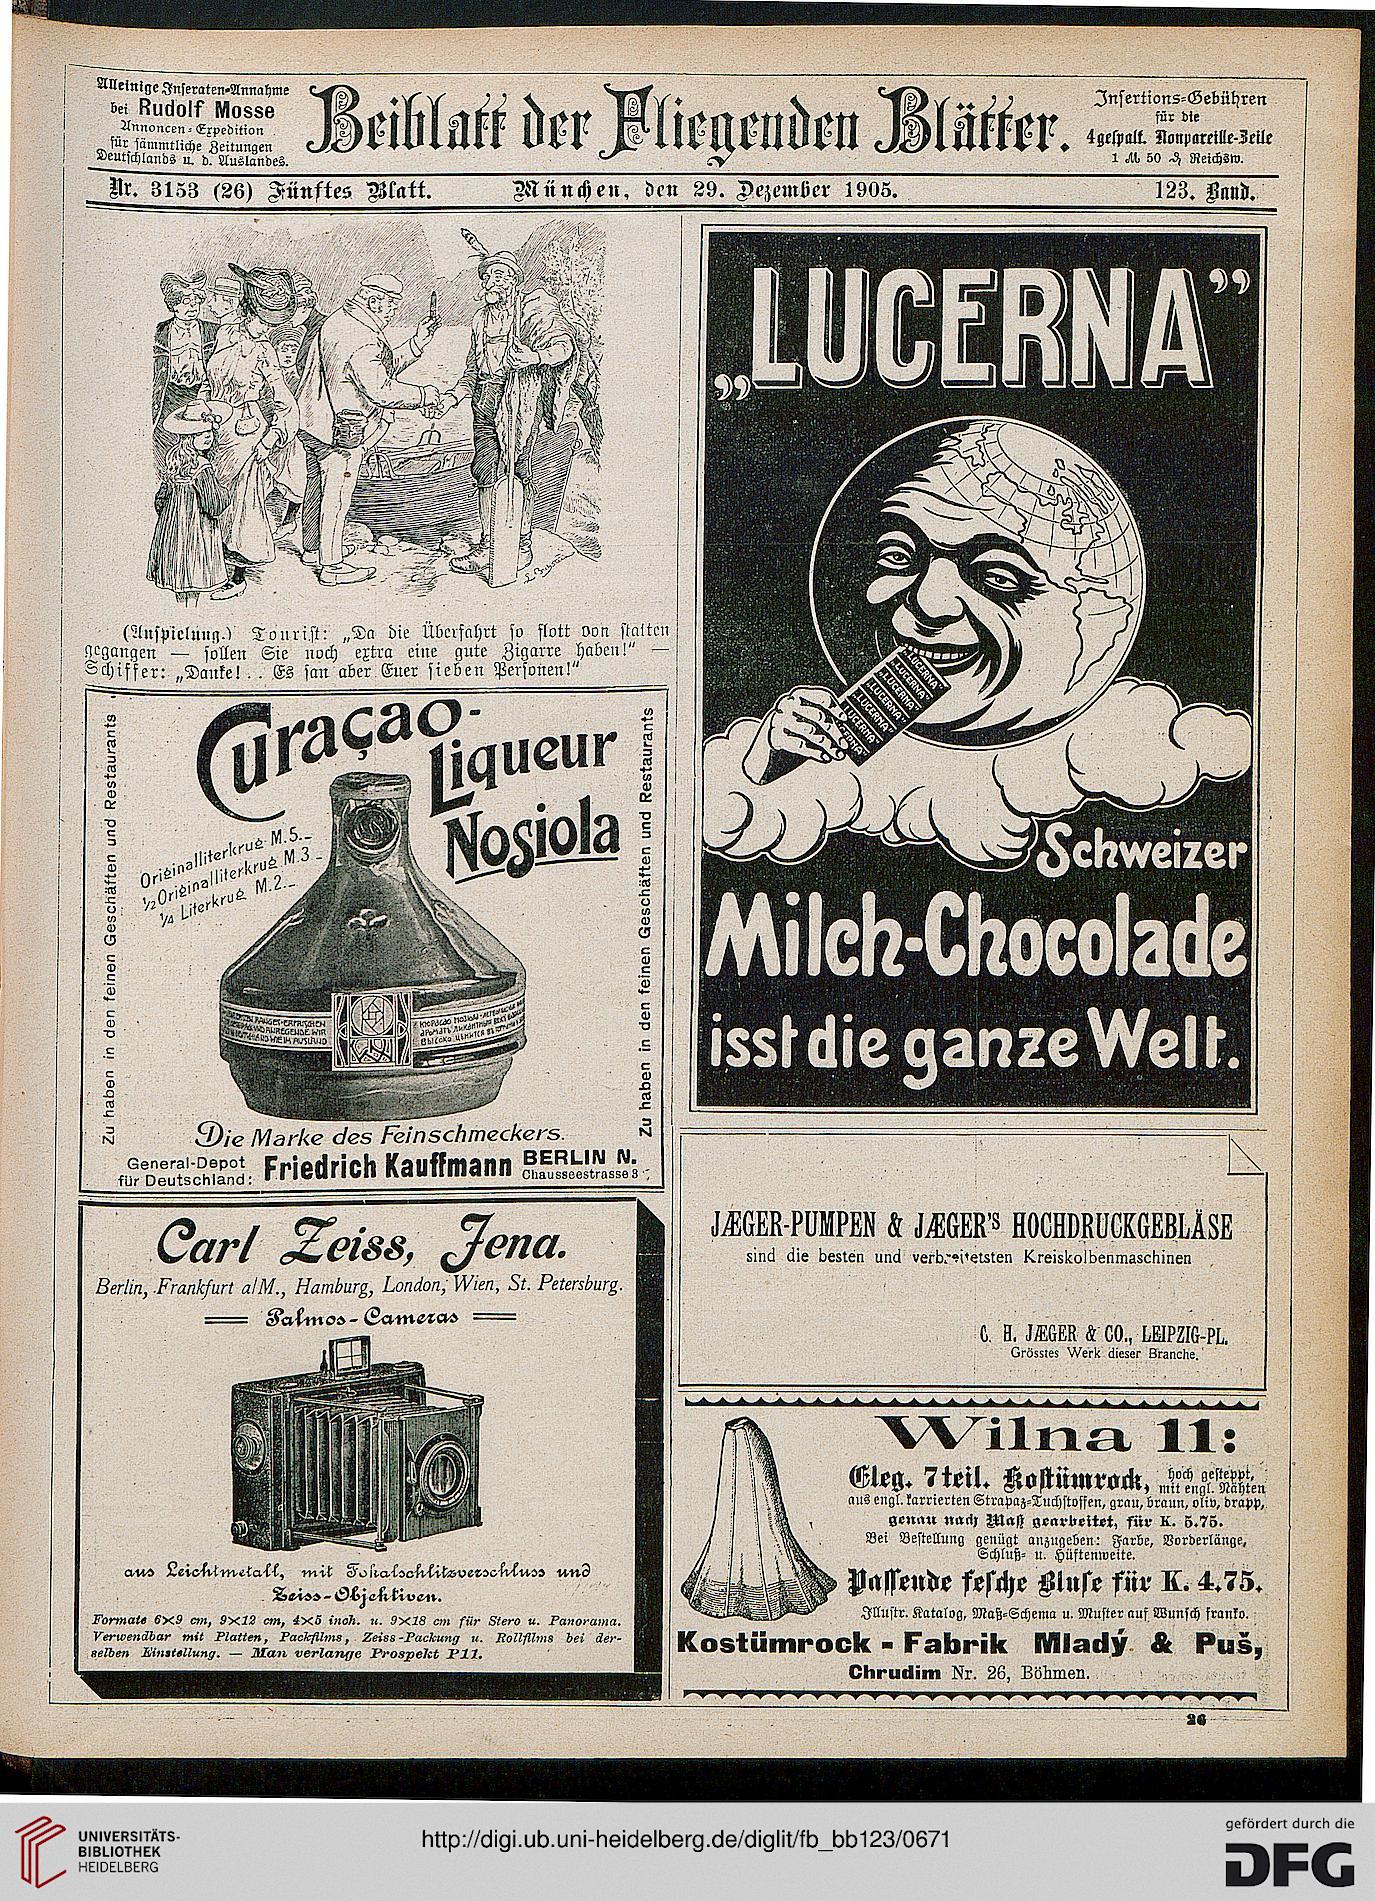 Alleinige Inseraten-Annahme
bei Rudolf Mosse
Annoncen-Expedition
für sämmtliche Zeitungen
Deutschlands u. d. Auslandes.
Beiblatt der Fliegenden Blätter.
Insertions-Gebühren
für die
4gespalt. Nonpareille-Zeile
1 ℳ 50 ₰ Reichsw.
Nr. 3153 (26) Fünftes Blatt.
München, den 29. Dezember 1905.
123. Band.
(Anspielung.) Tourist: „Da die Überfahrt so flott von statten
gegangen — sollen Sie noch extra eine gute Zigarre haben!“ —
Schiffer: „Danke! . . Es san aber Euer sieben Personen!“
Zu haben in den feinen Geschäften und Restaurants
Curaçao-
Liqueur
Nosiola
Originalliterkrug M.5.-
½ Originalliterkrug M.3.-
¼ Literkrug M.2.-
Zu haben in den feinen Geschäften und Restaurants
Die Marke des Feinschmeckers.
General-Depot
für Deutschland:
Friedrich Kauffmann
BERLIN N.
Chausseestrasse 3
Carl Zeiss, Jena.
Berlin, Frankfurt a/M., Hamburg, London, Wien, St. Petersburg.
Palmos-Cameras
aus Leichtmetall, mit Fokalschlitzverschluss und
Zeiss-Objektiven.
Formate 6×9 cm, 9×12 cm, 4×5 inch. u. 9×18 cm für Stereo u. Panorama.
Verwendbar mit Platten, Packfilms, Zeiss-Packung u. Rollfilms bei der-
selben Einstellung. — Man verlange Prospekt P11.
„LUCERNA”
„LUCERNA”
„LUCERNA”
„LUCERNA”
„LUCERNA”
„LUCERNA”
Schweizer
Milch-Chocolade
isst die ganze Welt.
JÆGER-PUMPEN & JÆGER'S HOCHDRUCKGEBLÄSE
sind die besten und verbreitetsten Kreiskolbenmaschinen
C. H. JÆGER & CO., LEIPZIG-PL.
Grösstes Werk dieser Branche.
Wilna 11:
Eleg. 7teil. Kostümrock, hoch gesteppt,
mit engl. Nähten
aus engl. karrierten Strapaz-Tuchstoffen, grau, braun, oliv, drapp,
genau nach Maß gearbeitet, für K. 5.75.
Bei Bestellung genügt anzugeben: Farbe, Vorderlänge,
Schluß- u. Hüftenweite.
Passende fesche Bluse für K. 4.75.
Illustr. Katalog, Maß-Schema u. Muster auf Wunsch franko.
Kostümrock - Fabrik Mladý & Puš,
Chrudim Nr. 26, Böhmen.
26
UNIVERSITÄTS-
BIBLIOTHEK
HEIDELBERG
http://digi.ub.uni-heidelberg.de/diglit/fb_bb123/0671
gefördert durch die
DFG